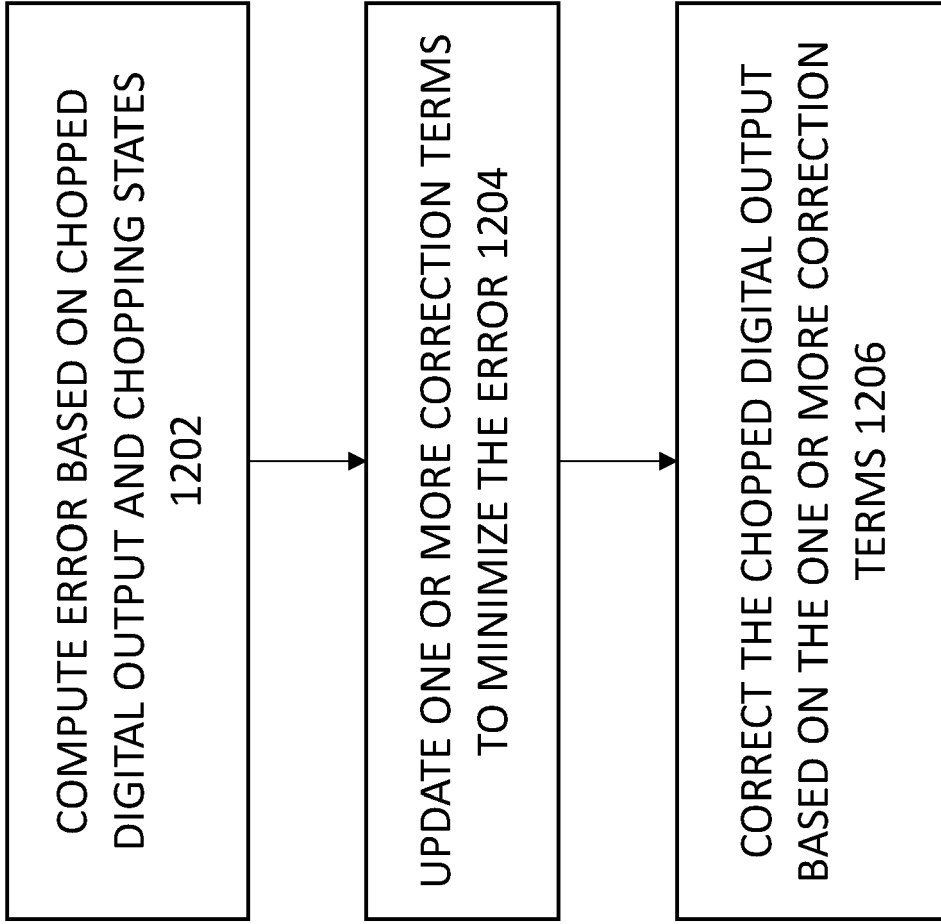 COMPUTE ERROR BASED ON CHOPPED
DIGITAL OUTPUT AND CHOPPING STATES
1202
UPDATE ONE OR MORE CORRECTION TERMS
TO MINIMIZE THE ERROR 1204
CORRECT THE CHOPPED DIGITAL OUTPUT
BASED ON THE ONE OR MORE CORRECTION
TERMS 1206